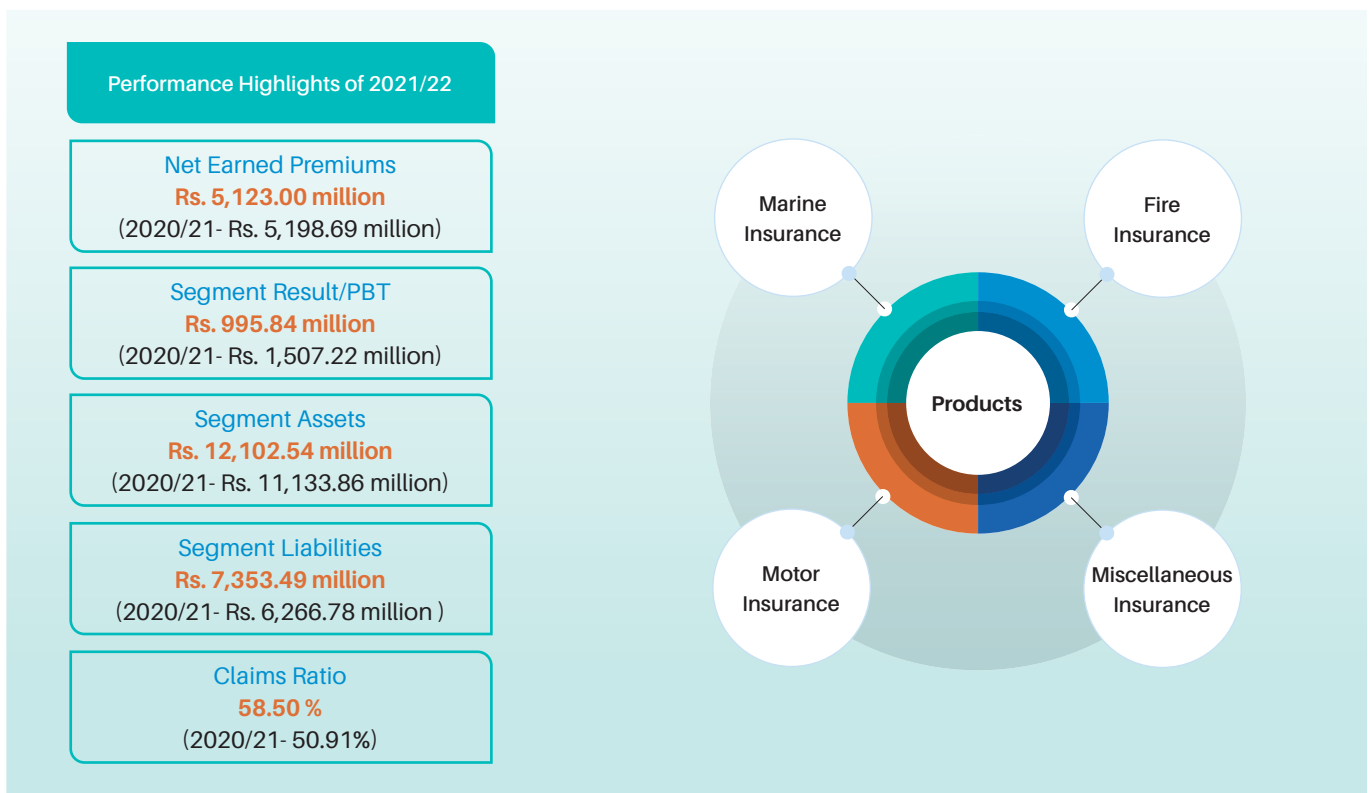 Performance Highlights of 2021/22
Net Earned Premiums
Rs. 5,123.00 million
(2020/21- Rs. 5,198.69 million)
Segment Result/PBT
Rs. 995.84 million
(2020/21- Rs. 1,507.22 million)
Segment Assets
Rs. 12,102.54 million
(2020/21- Rs. 11,133.86 million)
Segment Liabilities
Rs. 7,353.49 million
(2020/21- Rs. 6,266.78 million )
Claims Ratio
58.50 %
(2020/21- 50.91%)
Marine
Insurance
Fire
Insurance
Products
Motor
Insurance
Miscellaneous
Insurance